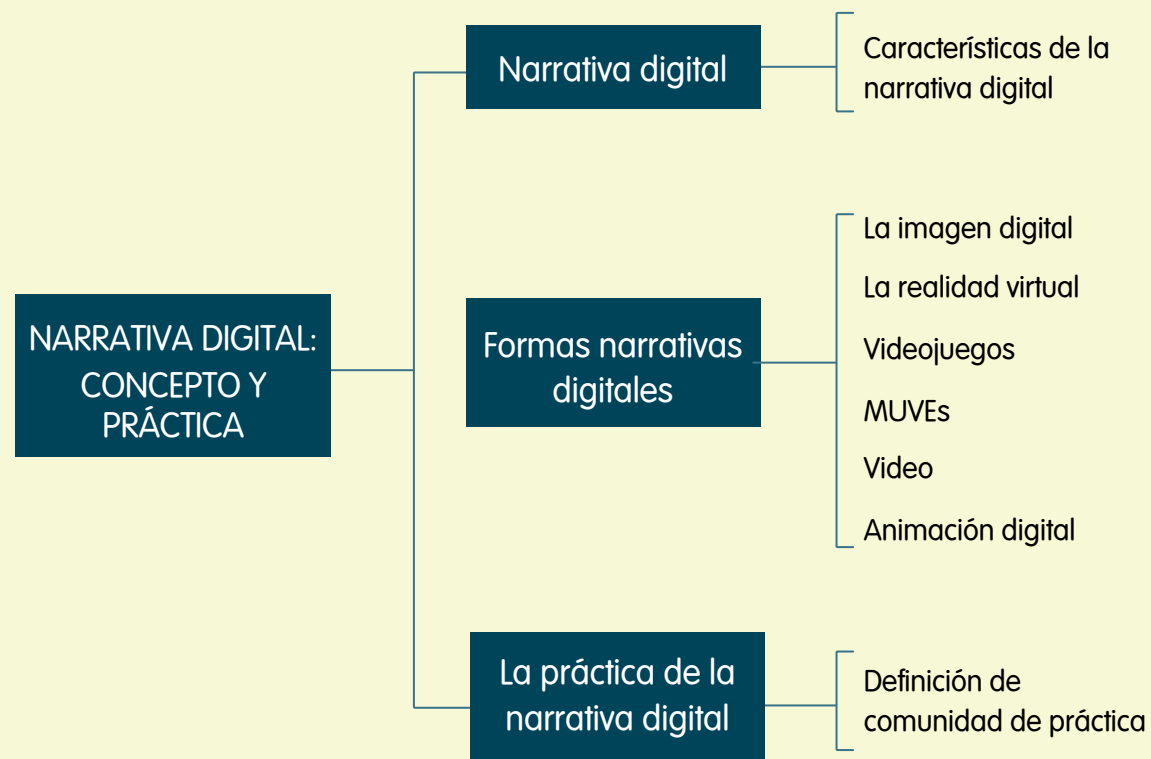 NARRATIVA DIGITAL:
CONCEPTO Y
PRÁCTICA
Narrativa digital
Características de la
narrativa digital
Formas narrativas
digitales
La imagen digital
La realidad virtual
Videojuegos
MUVEs
Video
Animación digital
La práctica de la
narrativa digital
Definición de
comunidad de práctica